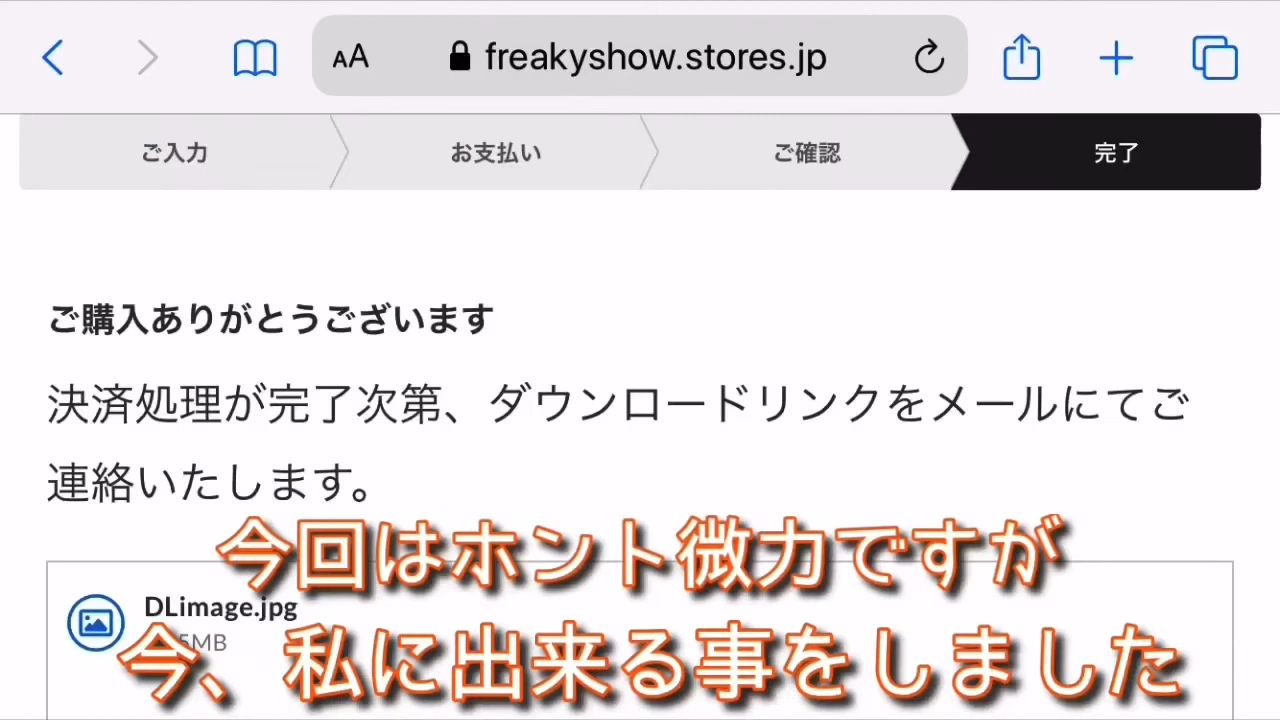 AA freakyshow.stores.jp
ご入力 お支払い ご確認 完了
ご購入ありがとうございます
決済処理が完了次第、ダウンロードリンクをメールにてご
連絡いたします。
今回はホント微力ですが
DLimage.jpg
5MB
今、私に出来る事をしました